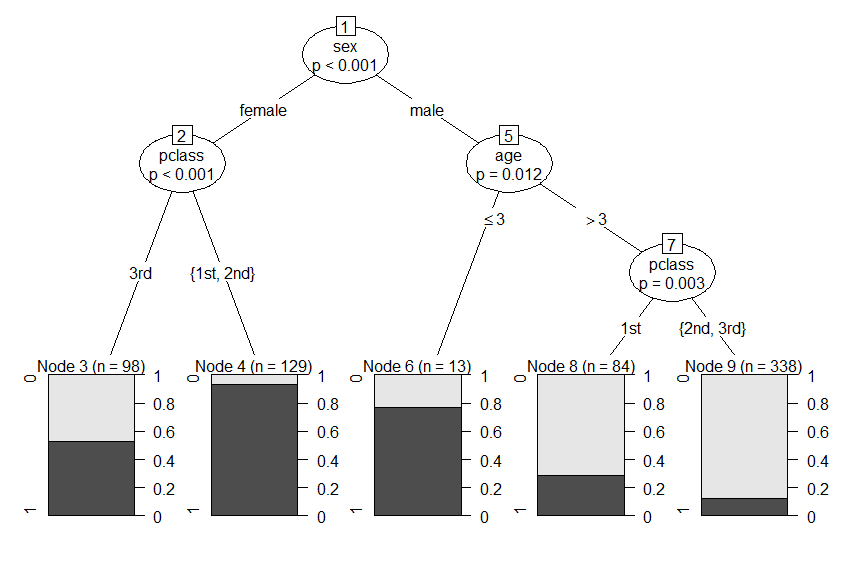 1
sex
p < 0.001
female
male
2
pclass
p < 0.001
5
age
p = 0.012
≤ 3
> 3
7
pclass
p = 0.003
3rd
{1st, 2nd}
1st
{2nd, 3rd}
Node 3 (n = 98)
0
1
1
0.8
0.6
0.4
0.2
0
Node 4 (n = 129)
0
1
1
0.8
0.6
0.4
0.2
0
Node 6 (n = 13)
0
1
1
0.8
0.6
0.4
0.2
0
Node 8 (n = 84)
0
1
1
0.8
0.6
0.4
0.2
0
Node 9 (n = 338)
0
1
1
0.8
0.6
0.4
0.2
0